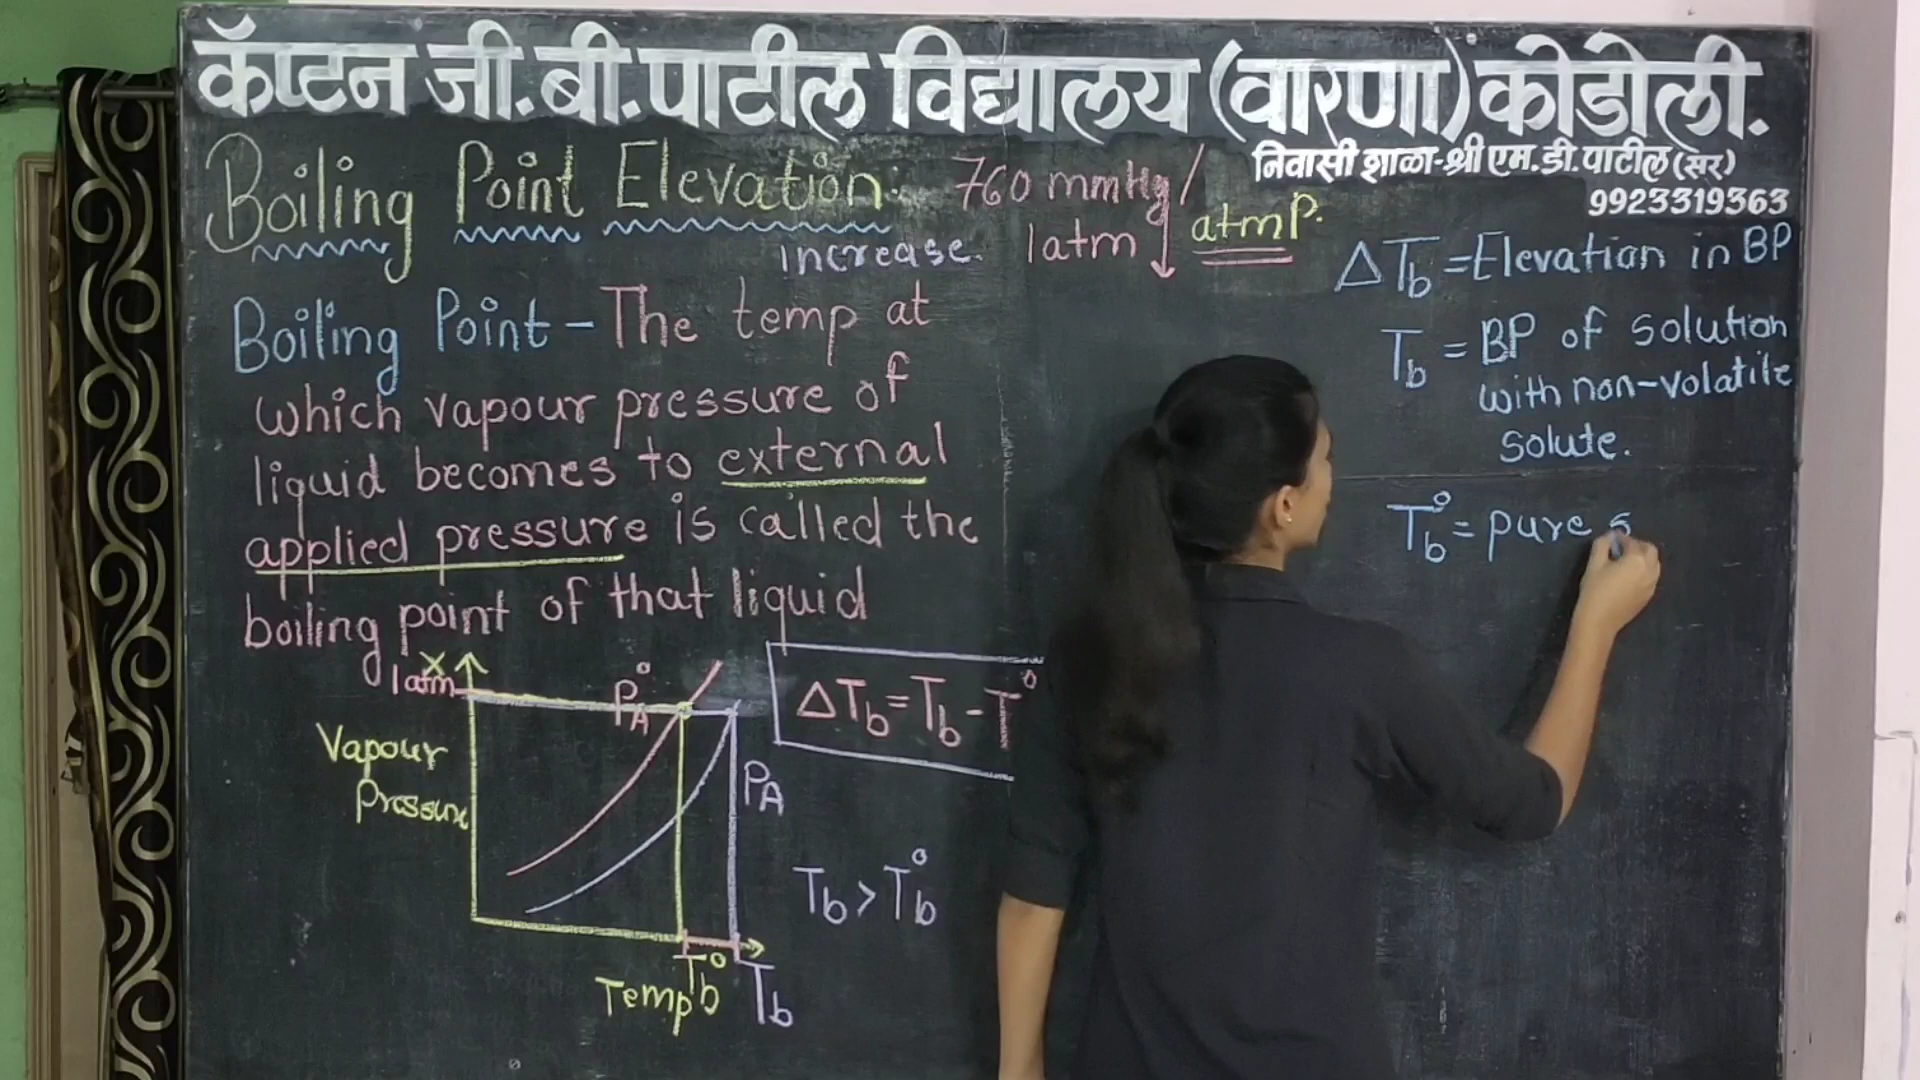 कॅप्टन जी.बी.पाटील विद्यालय (वारणा) कोडोली.
निवासी शाळा-श्री एम.डी.पाटील (सर)
9923319363
Boiling Point Elevation.
increase.
760 mmHg/
1atm
atmP.
Boiling Point - The temp at
which vapour pressure of
liquid becomes to external
applied pressure is called the
boiling point of that liquid
X
1atm
Vapour
Pressure
P°A
PA
Temp
T°b
Tb
ΔTb = Tb - T°
Tb > T°b
ΔTb = Elevation in BP
Tb = BP of solution
with non-volatile
solute.
T°b = pure s